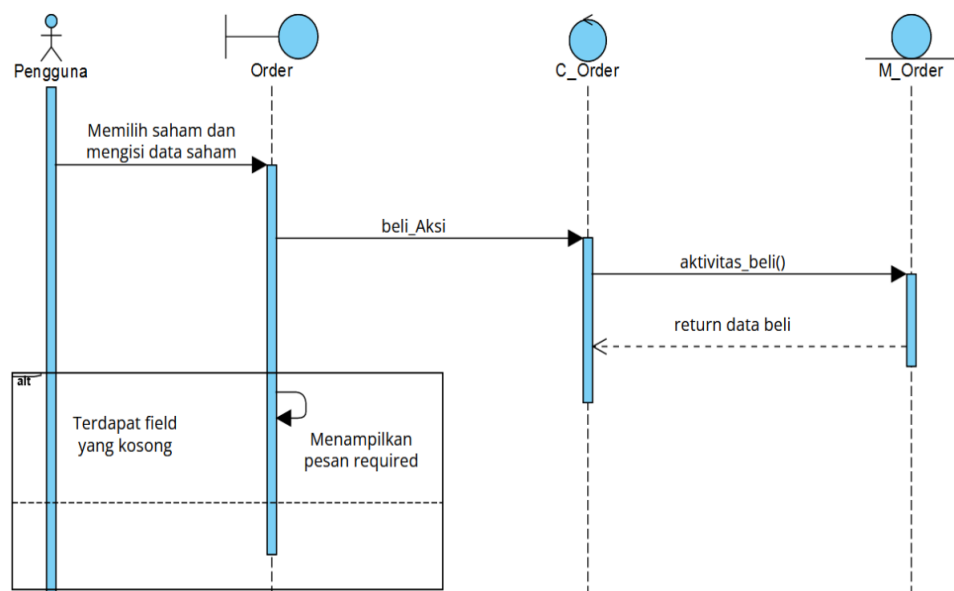 Pengguna
Order
C_Order
M_Order
Memilih saham dan
mengisi data saham
beli_Aksi
aktivitas_beli()
return data beli
alt
Terdapat field
yang kosong
Menampilkan
pesan required